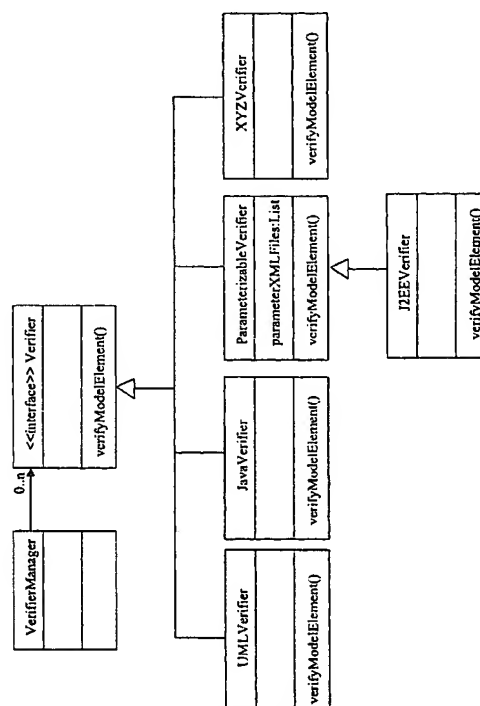 VerifierManager
0..n
<<interface>> Verifier
verifyModelElement()
UMLVerifier
verifyModelElement()
JavaVerifier
verifyModelElement()
ParameterizableVerifier
parameterXMLFiles:List
verifyModelElement()
XYZVerifier
verifyModelElement()
J2EEVerifier
verifyModelElement()